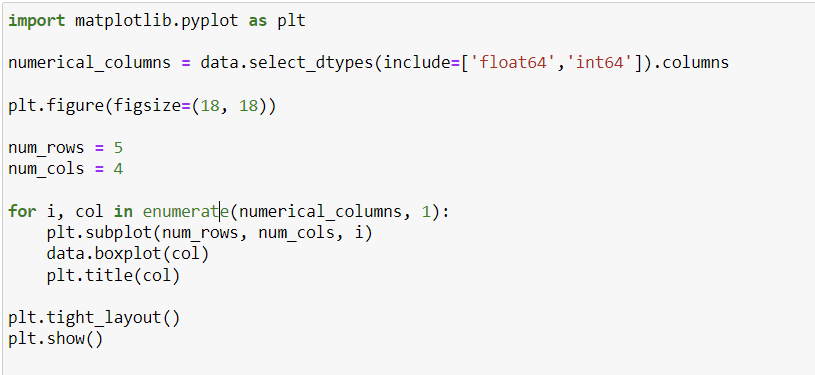 import matplotlib.pyplot as plt
numerical_columns = data.select_dtypes(include=['float64','int64']).columns
plt.figure(figsize=(18, 18))
num_rows = 5
num_cols = 4
for i, col in enumerate(numerical_columns, 1):
    plt.subplot(num_rows, num_cols, i)
    data.boxplot(col)
    plt.title(col)
plt.tight_layout()
plt.show()